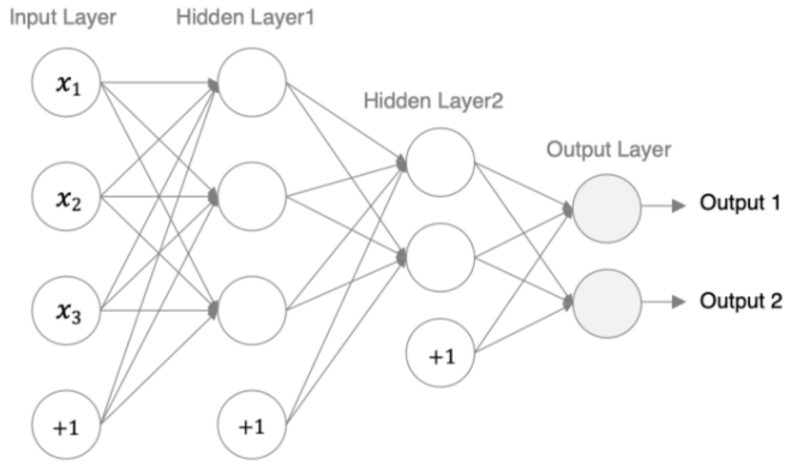 Input Layer
Hidden Layer1
Hidden Layer2
Output Layer
x₁
x₂
x₃
+1
+1
+1
Output 1
Output 2